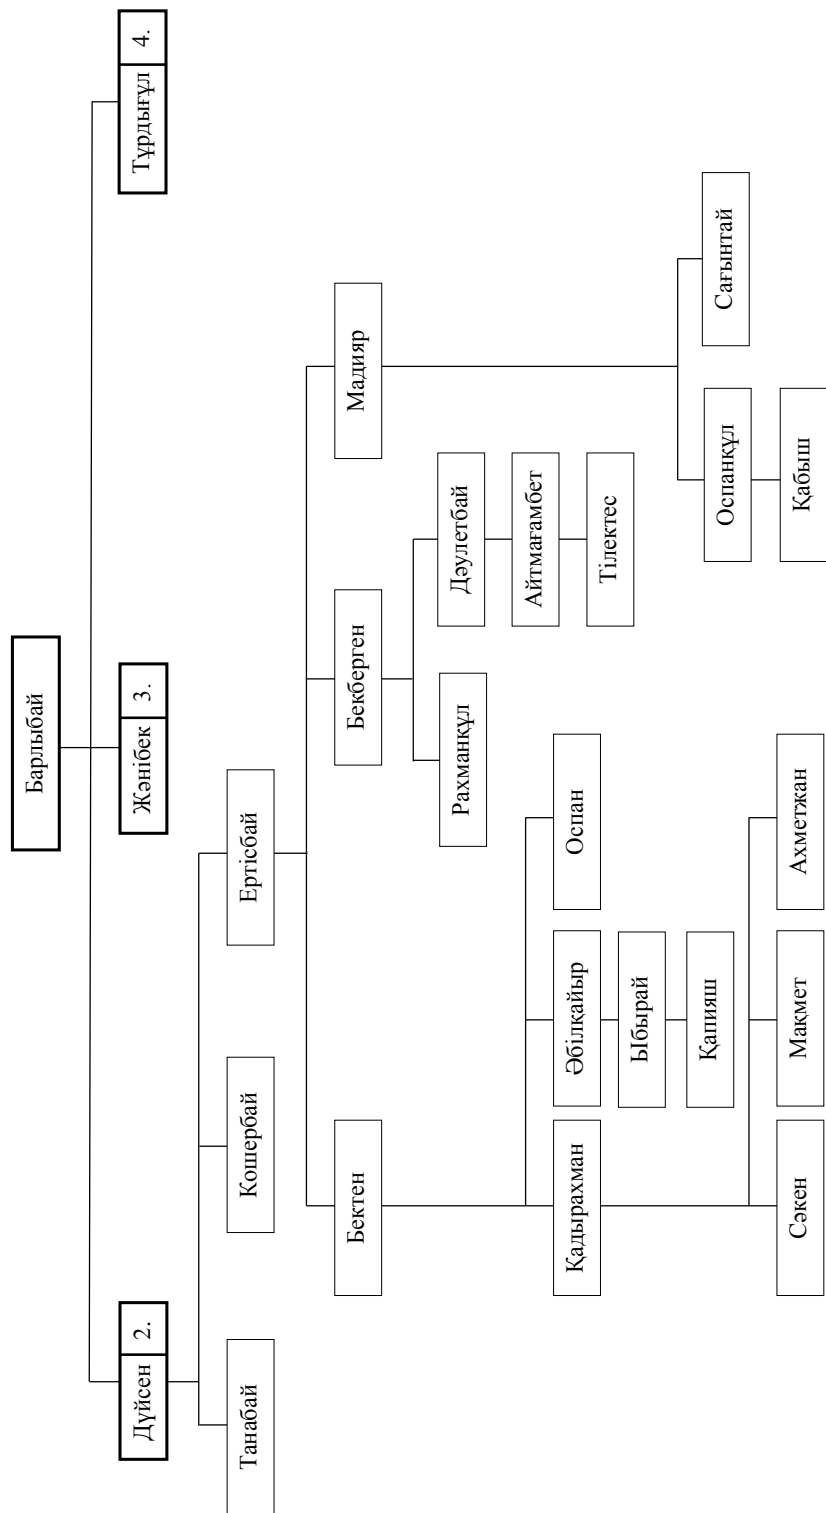 Барлыбай
Дүйсен 2.
Жәнібек 3.
Тұрдығұл 4.
Танабай
Кошербай
Ертісбай
Бектен
Бекберген
Мадияр
Рахманқұл
Дәулетбай
Айтмағамбет
Тілектес
Қадырахман
Әбілқайыр
Оспан
Ыбырай
Қапияш
Оспанқұл
Сағынтай
Сәкен
Мақмет
Ахметжан
Қабыш